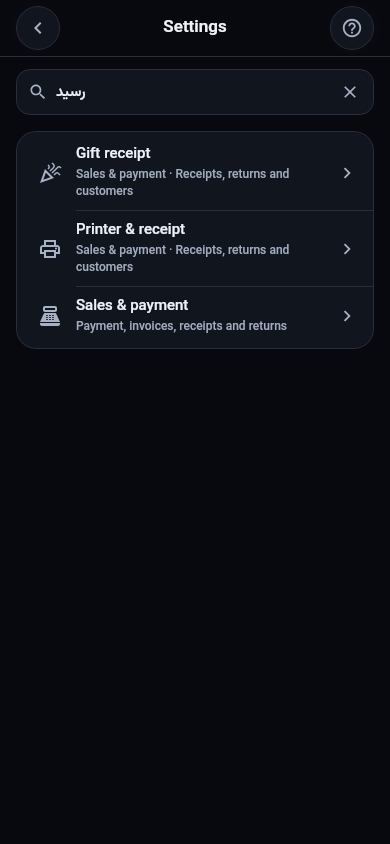 Settings
رسید
Gift receipt
Sales & payment · Receipts, returns and
customers
Printer & receipt
Sales & payment · Receipts, returns and
customers
Sales & payment
Payment, invoices, receipts and returns